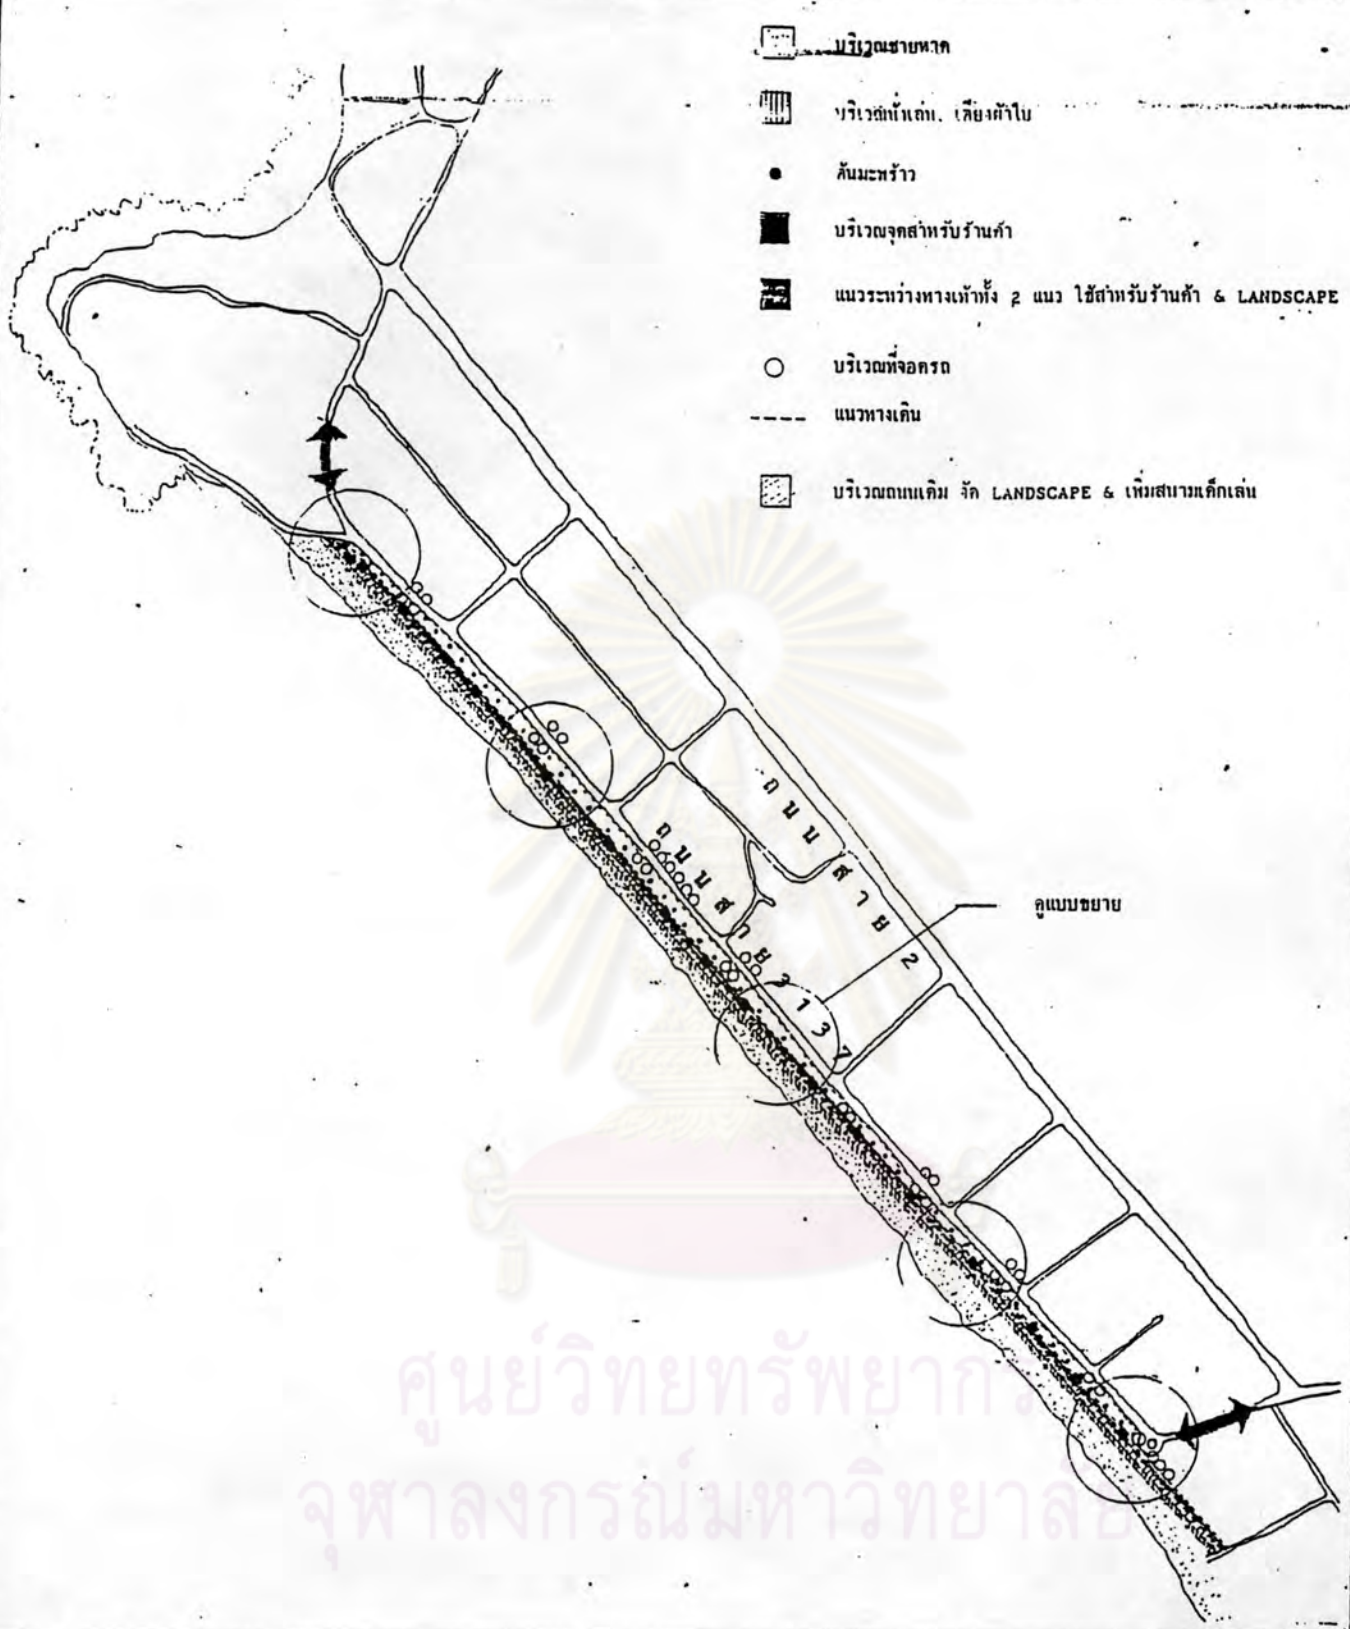 บริเวณชายหาด
บริเวณนั่งเล่น, เตียงผ้าใบ
ต้นมะพร้าว
บริเวณจุดสำหรับร้านค้า
แนวระหว่างทางเท้าทั้ง 2 แนว ใช้สำหรับร้านค้า & LANDSCAPE
บริเวณที่จอดรถ
แนวทางเดิน
บริเวณถนนเดิม จัด LANDSCAPE & เพิ่มสนามเด็กเล่น
ถนนสาย 2
ถนนสาย 3137
ดูแบบขยาย
ศูนย์วิทยทรัพยากร
จุฬาลงกรณ์มหาวิทยาลัย